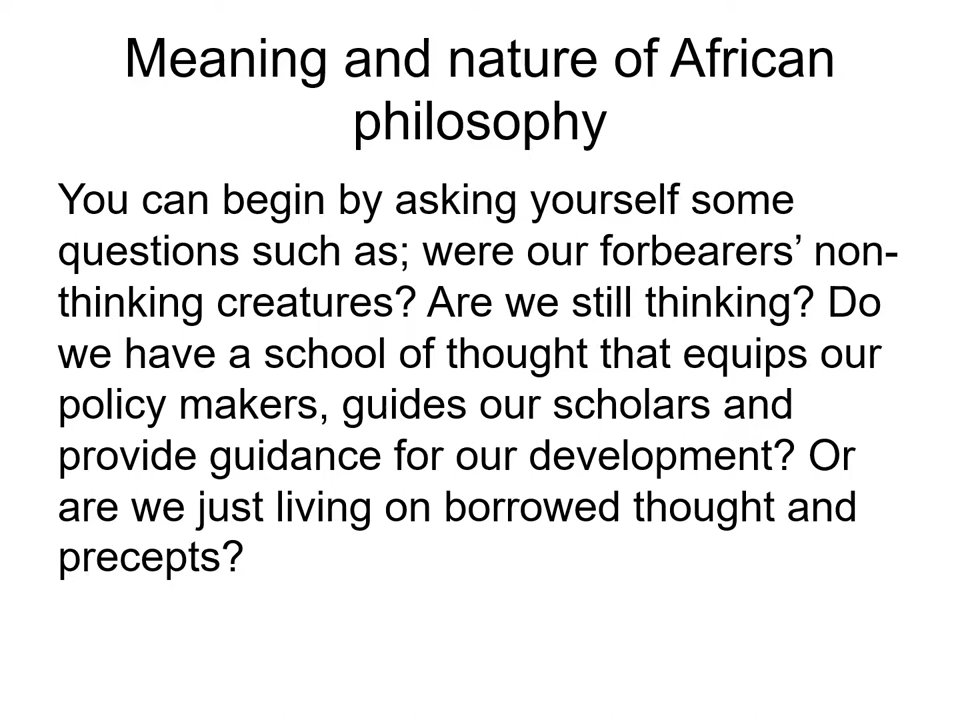 Meaning and nature of African
philosophy
You can begin by asking yourself some
questions such as; were our forbearers’ non-
thinking creatures? Are we still thinking? Do
we have a school of thought that equips our
policy makers, guides our scholars and
provide guidance for our development? Or
are we just living on borrowed thought and
precepts?